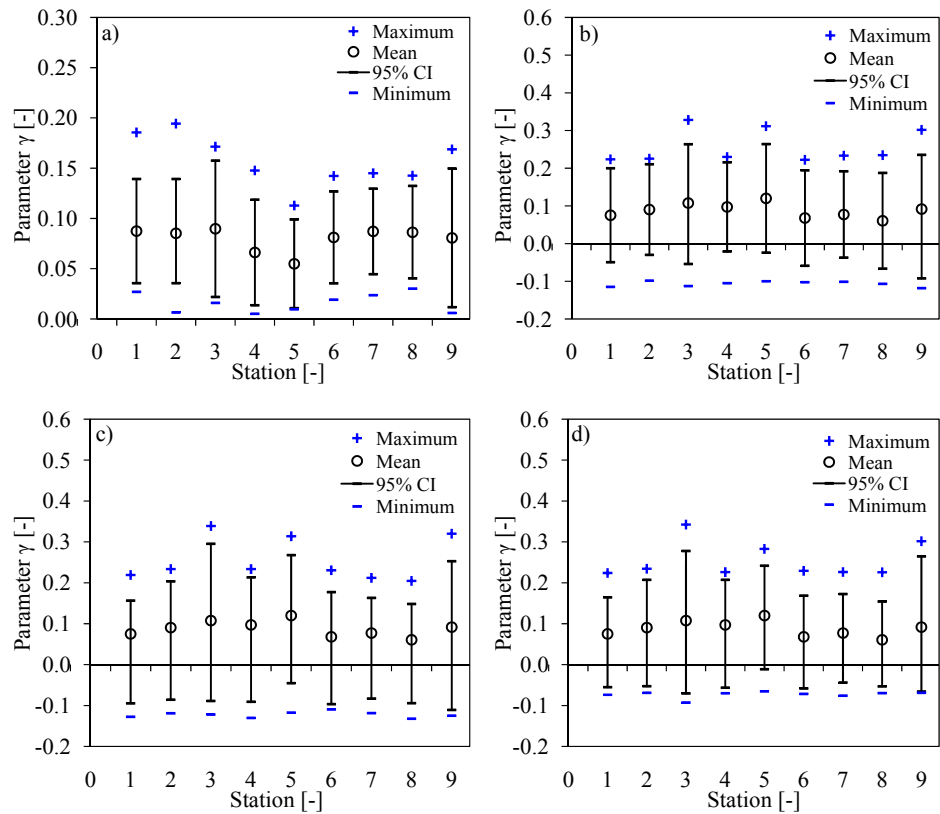 a)
Maximum
Mean
95% CI
Minimum
0.30
0.25
0.20
0.15
0.10
0.05
0.00
Parameter γ [-]
0 1 2 3 4 5 6 7 8 9
Station [-]
b)
Maximum
Mean
95% CI
Minimum
0.6
0.5
0.4
0.3
0.2
0.1
0.0
-0.1
-0.2
Parameter γ [-]
0 1 2 3 4 5 6 7 8 9
Station [-]
c)
Maximum
Mean
95% CI
Minimum
0.6
0.5
0.4
0.3
0.2
0.1
0.0
-0.1
-0.2
Parameter γ [-]
0 1 2 3 4 5 6 7 8 9
Station [-]
d)
Maximum
Mean
95% CI
Minimum
0.6
0.5
0.4
0.3
0.2
0.1
0.0
-0.1
-0.2
Parameter γ [-]
0 1 2 3 4 5 6 7 8 9
Station [-]